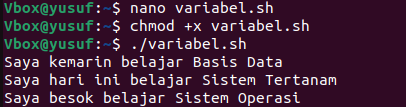 Vbox@yusuf:~$ nano variabel.sh
Vbox@yusuf:~$ chmod +x variabel.sh
Vbox@yusuf:~$ ./variabel.sh
Saya kemarin belajar Basis Data
Saya hari ini belajar Sistem Tertanam
Saya besok belajar Sistem Operasi